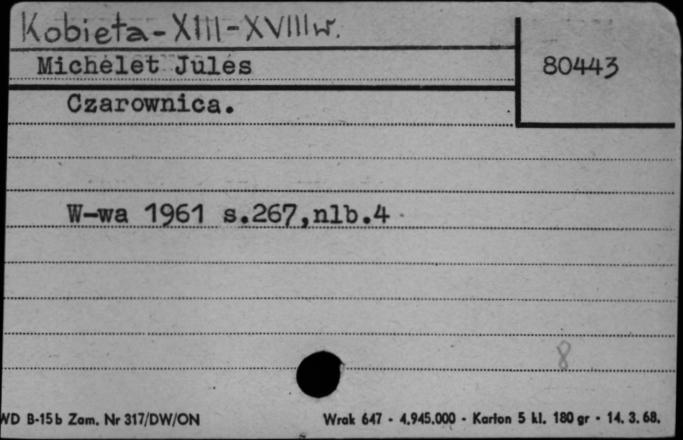 Kobieta - XIII - XVIII w.
80443
Michelet Jules
Czarownica.
W-wa 1961 s.267,nlb.4
8
WD B-15b Zam. Nr 317/DW/ON
Wrak 647 - 4.945.000 - Karton 5 kl. 180 gr - 14. 3. 68.